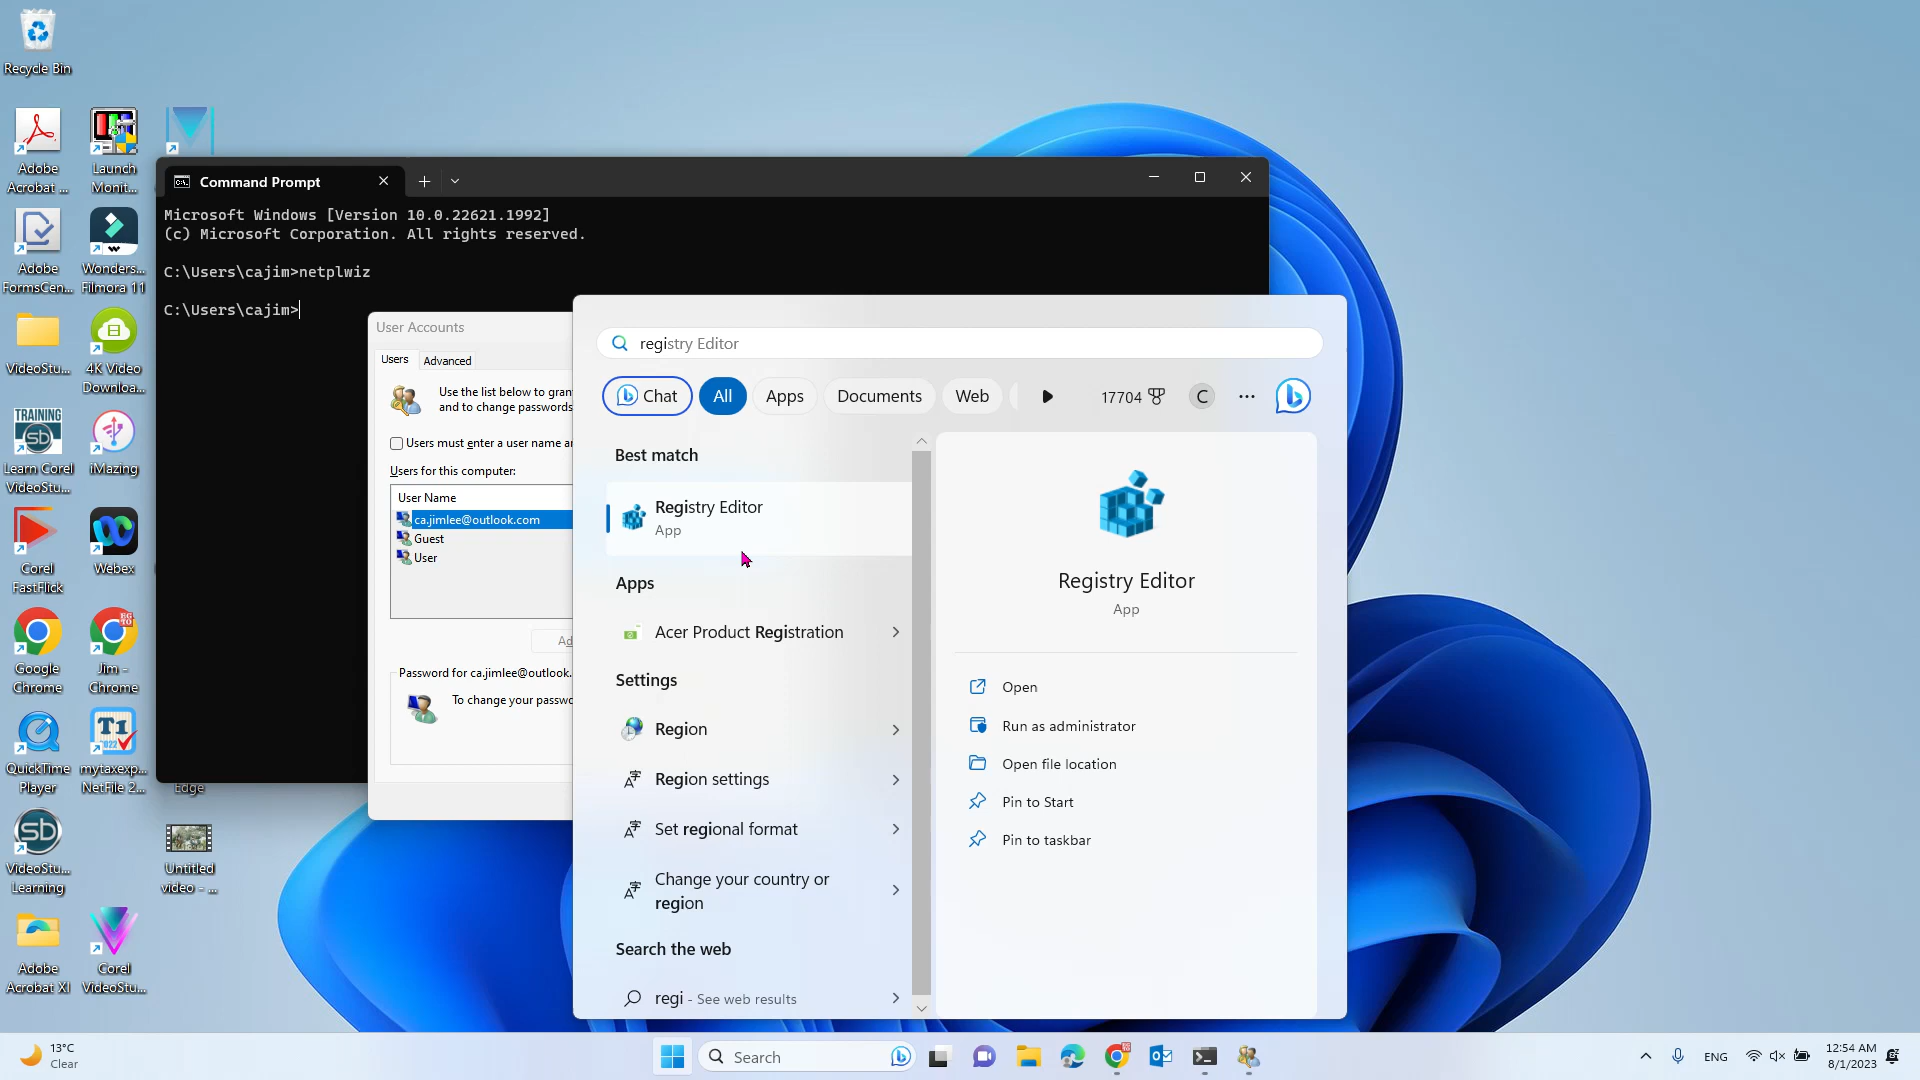 Recycle Bin
Adobe
Acrobat ...
Launch
Monit...
Adobe
FormsCen...
Wonders...
Filmora 11
VideoStu...
4K Video
Downloa...
TRAINING
Learn Corel
VideoStu...
iMazing
Corel
FastFlick
Webex
Google
Chrome
Jim -
Chrome
QuickTime
Player
mytaxexp...
NetFile 2...
Edge
VideoStu...
Learning
Untitled
video - ...
Adobe
Acrobat XI
Corel
VideoStu...
Command Prompt
Microsoft Windows [Version 10.0.22621.1992]
(c) Microsoft Corporation. All rights reserved.
C:\Users\cajim>netplwiz
C:\Users\cajim>
User Accounts
Users
Advanced
Use the list below to gran
and to change passwords
Users must enter a user name a
Users for this computer:
User Name
ca.jimlee@outlook.com
Guest
User
Ad
Password for ca.jimlee@outlook.
To change your passwo
registry Editor
Chat
All
Apps
Documents
Web
17704
C
Best match
Registry Editor
App
Apps
Acer Product Registration
Settings
Region
Region settings
Set regional format
Change your country or
region
Search the web
regi - See web results
Registry Editor
App
Open
Run as administrator
Open file location
Pin to Start
Pin to taskbar
13°C
Clear
Search
ENG
12:54 AM
8/1/2023